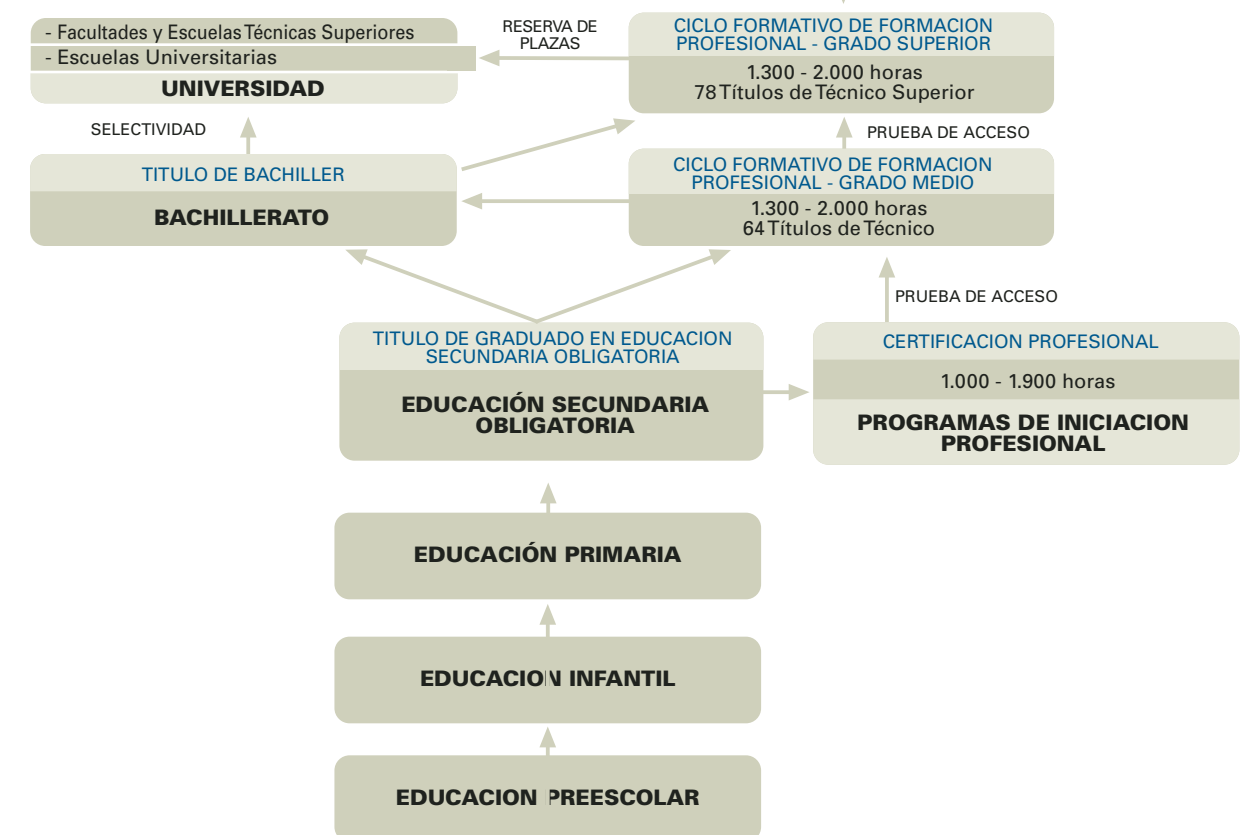 - Facultades y Escuelas Técnicas Superiores
- Escuelas Universitarias
UNIVERSIDAD
RESERVA DE
PLAZAS
CICLO FORMATIVO DE FORMACION
PROFESIONAL - GRADO SUPERIOR
1.300 - 2.000 horas
78 Títulos de Técnico Superior
SELECTIVIDAD
PRUEBA DE ACCESO
TITULO DE BACHILLER
BACHILLERATO
CICLO FORMATIVO DE FORMACION
PROFESIONAL - GRADO MEDIO
1.300 - 2.000 horas
64 Títulos de Técnico
PRUEBA DE ACCESO
TITULO DE GRADUADO EN EDUCACION
SECUNDARIA OBLIGATORIA
EDUCACIÓN SECUNDARIA
OBLIGATORIA
CERTIFICACION PROFESIONAL
1.000 - 1.900 horas
PROGRAMAS DE INICIACION
PROFESIONAL
EDUCACIÓN PRIMARIA
EDUCACION INFANTIL
EDUCACION PREESCOLAR